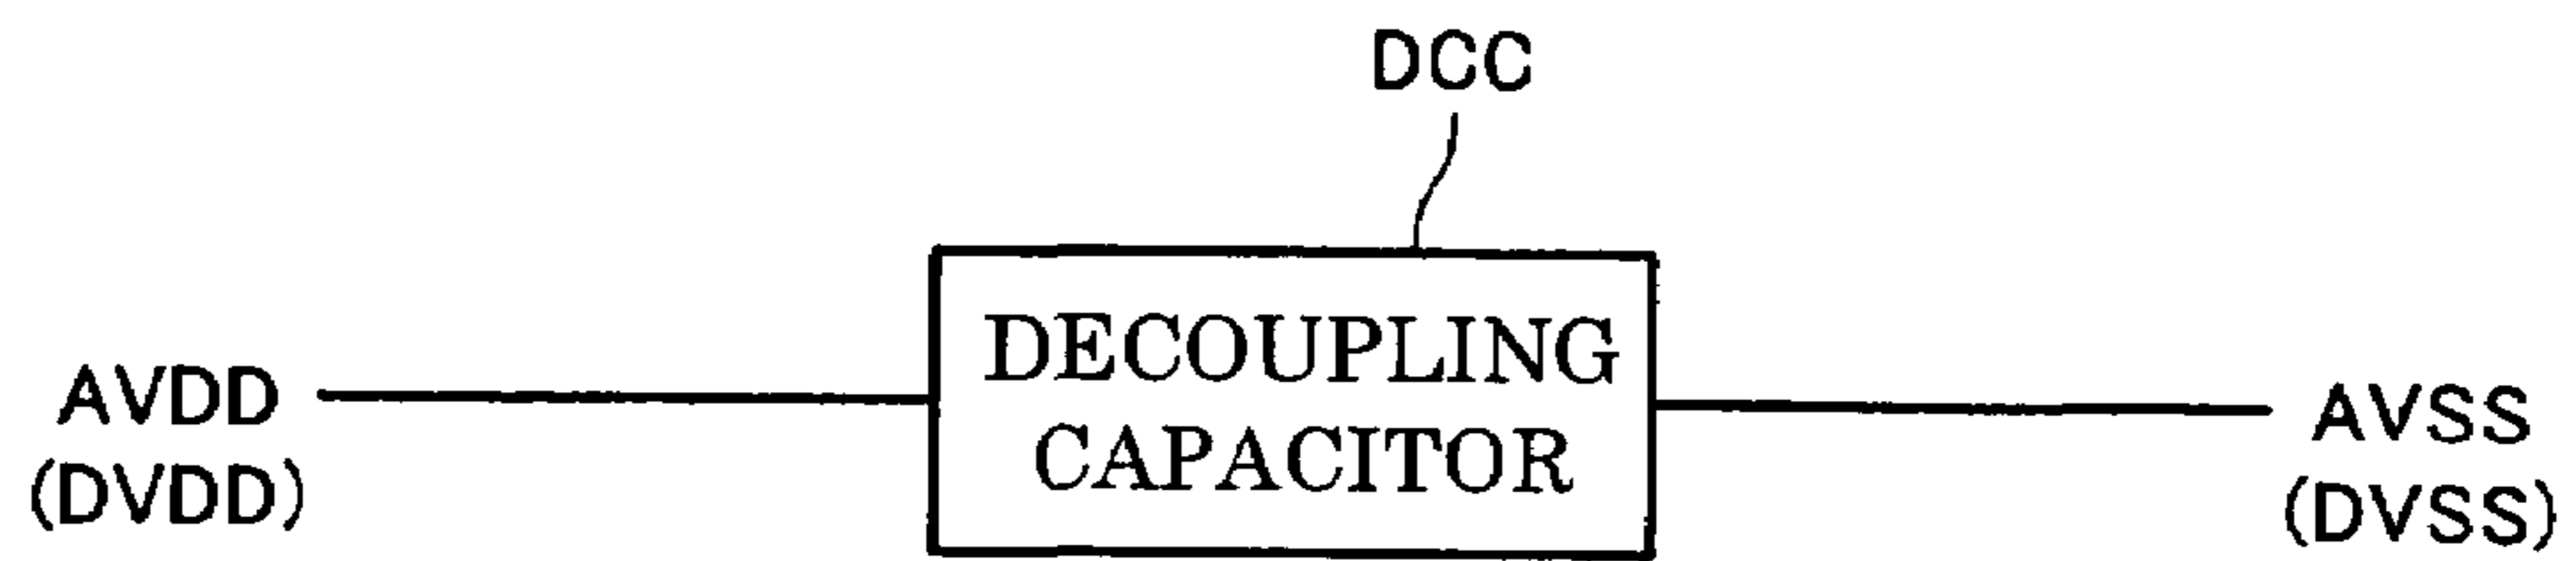 DCC
DECOUPLING
CAPACITOR
AVDD
(DVDD)
AVSS
(DVSS)